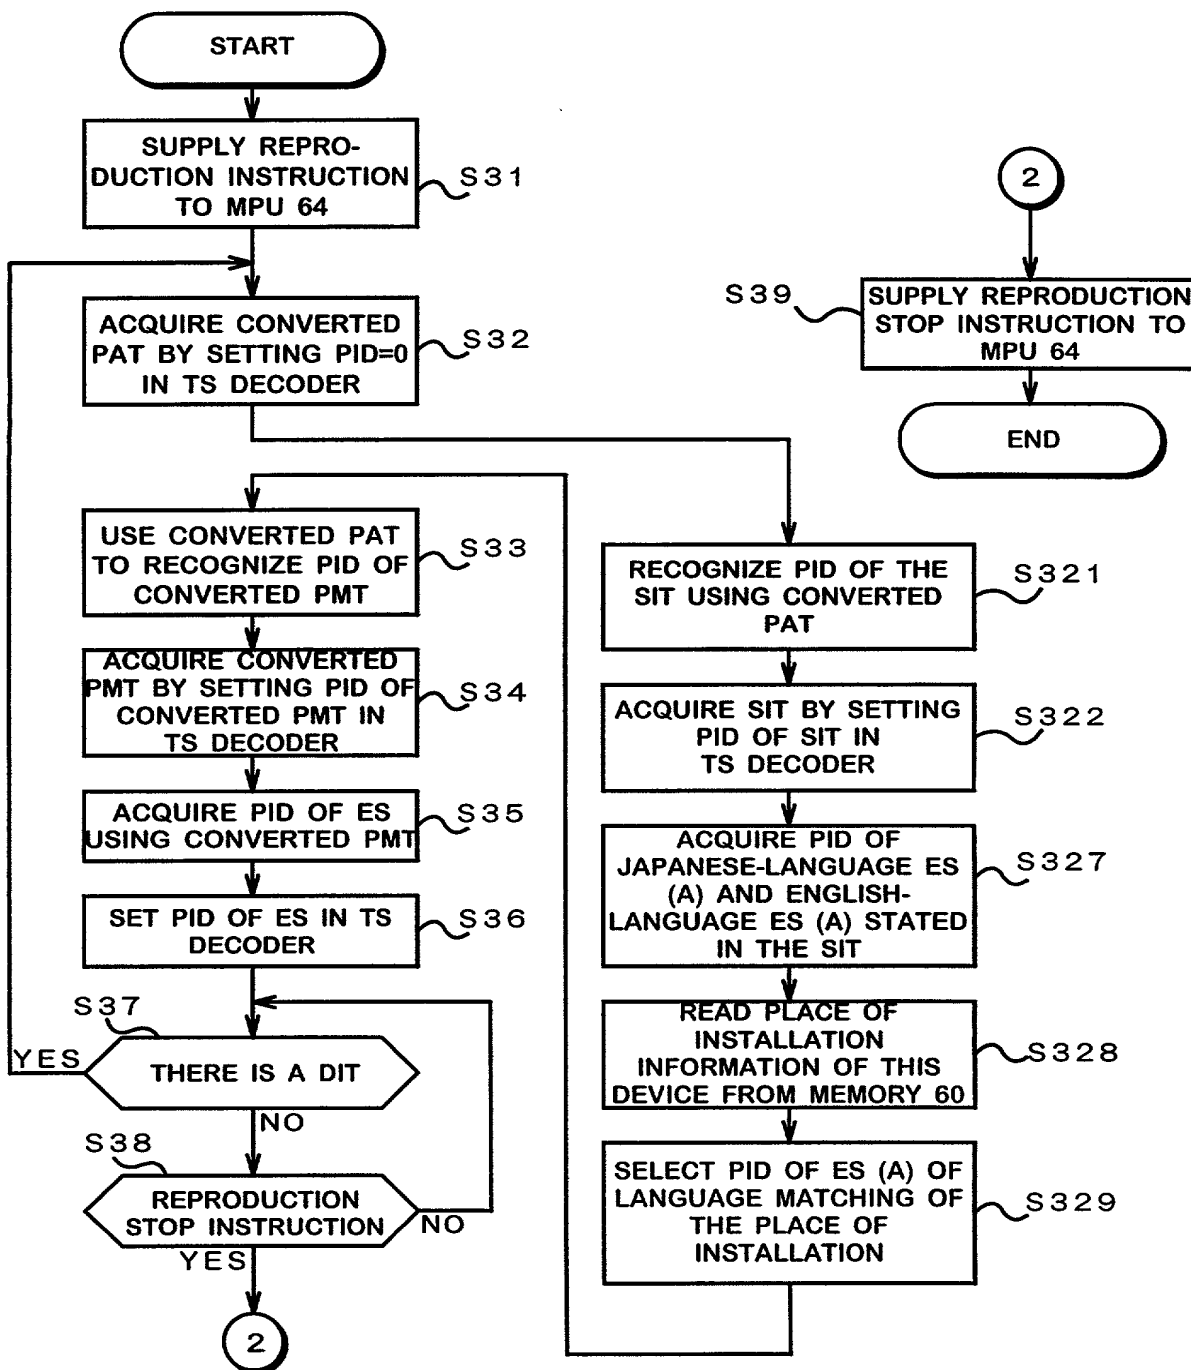 START
SUPPLY REPRO-
DUCTION INSTRUCTION
TO MPU 64
S31
ACQUIRE CONVERTED
PAT BY SETTING PID=0
IN TS DECODER
S32
USE CONVERTED PAT
TO RECOGNIZE PID OF
CONVERTED PMT
S33
ACQUIRE CONVERTED
PMT BY SETTING PID OF
CONVERTED PMT IN
TS DECODER
S34
ACQUIRE PID OF ES
USING CONVERTED PMT
S35
SET PID OF ES IN TS
DECODER
S36
S37
YES
THERE IS A DIT
NO
S38
REPRODUCTION
STOP INSTRUCTION
NO
YES
2
2
S39
SUPPLY REPRODUCTION
STOP INSTRUCTION TO
MPU 64
END
RECOGNIZE PID OF THE
SIT USING CONVERTED
PAT
S321
ACQUIRE SIT BY SETTING
PID OF SIT IN
TS DECODER
S322
ACQUIRE PID OF
JAPANESE-LANGUAGE ES
(A) AND ENGLISH-
LANGUAGE ES (A) STATED
IN THE SIT
S327
READ PLACE OF
INSTALLATION
INFORMATION OF THIS
DEVICE FROM MEMORY 60
S328
SELECT PID OF ES (A) OF
LANGUAGE MATCHING OF
THE PLACE OF
INSTALLATION
S329